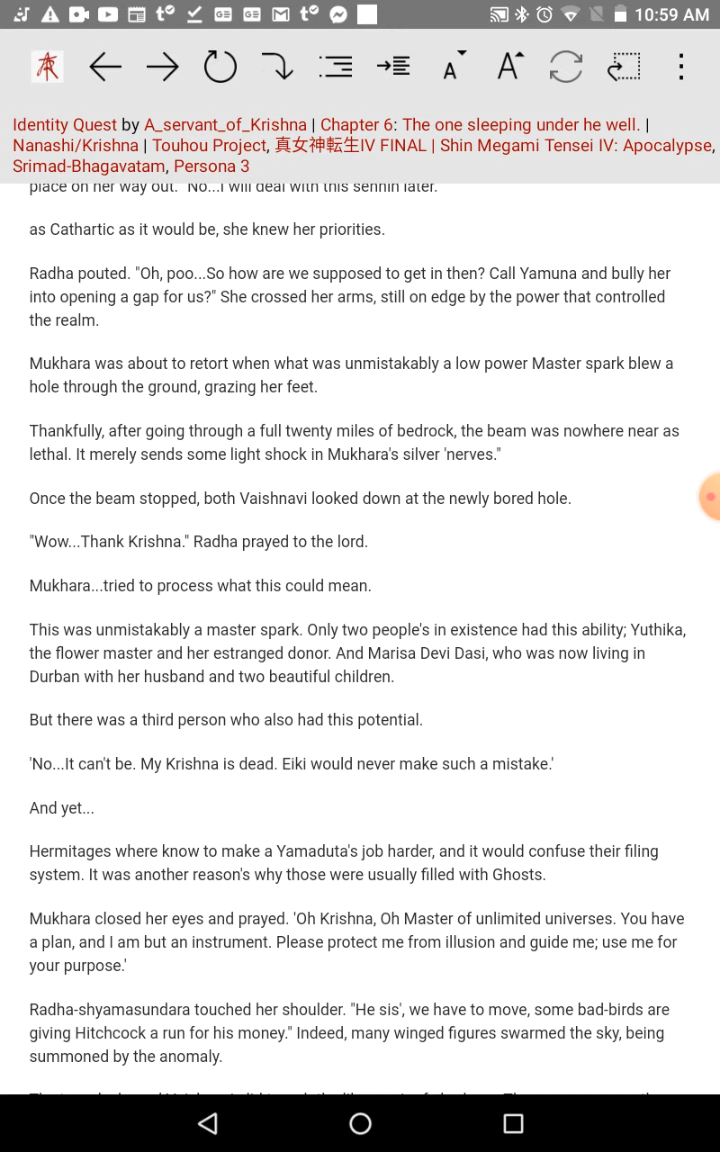 10:59 AM
Identity Quest by A_servant_of_Krishna | Chapter 6: The one sleeping under he well. |
Nanashi/Krishna | Touhou Project, 真女神転生IV FINAL | Shin Megami Tensei IV: Apocalypse,
Srimad-Bhagavatam, Persona 3
place on her way out. "No...I will deal with this sennin later.
as Cathartic as it would be, she knew her priorities.
Radha pouted. "Oh, poo...So how are we supposed to get in then? Call Yamuna and bully her
into opening a gap for us?" She crossed her arms, still on edge by the power that controlled
the realm.
Mukhara was about to retort when what was unmistakably a low power Master spark blew a
hole through the ground, grazing her feet.
Thankfully, after going through a full twenty miles of bedrock, the beam was nowhere near as
lethal. It merely sends some light shock in Mukhara's silver 'nerves."
Once the beam stopped, both Vaishnavi looked down at the newly bored hole.
"Wow...Thank Krishna." Radha prayed to the lord.
Mukhara...tried to process what this could mean.
This was unmistakably a master spark. Only two people's in existence had this ability; Yuthika,
the flower master and her estranged donor. And Marisa Devi Dasi, who was now living in
Durban with her husband and two beautiful children.
But there was a third person who also had this potential.
'No...It can't be. My Krishna is dead. Eiki would never make such a mistake.'
And yet...
Hermitages where know to make a Yamaduta's job harder, and it would confuse their filing
system. It was another reason's why those were usually filled with Ghosts.
Mukhara closed her eyes and prayed. 'Oh Krishna, Oh Master of unlimited universes. You have
a plan, and I am but an instrument. Please protect me from illusion and guide me; use me for
your purpose.'
Radha-shyamasundara touched her shoulder. "He sis', we have to move, some bad-birds are
giving Hitchcock a run for his money." Indeed, many winged figures swarmed the sky, being
summoned by the anomaly.